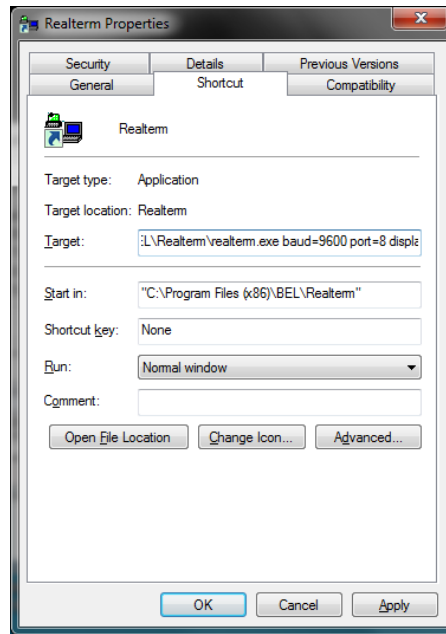 Realterm Properties
Security Details Previous Versions
General Shortcut Compatibility
Realterm
Target type: Application
Target location: Realterm
Target: L\Realterm\realterm.exe baud=9600 port=8 displa
Start in: "C:\Program Files (x86)\BEL\Realterm"
Shortcut key: None
Run: Normal window
Comment:
Open File Location Change Icon... Advanced...
OK Cancel Apply